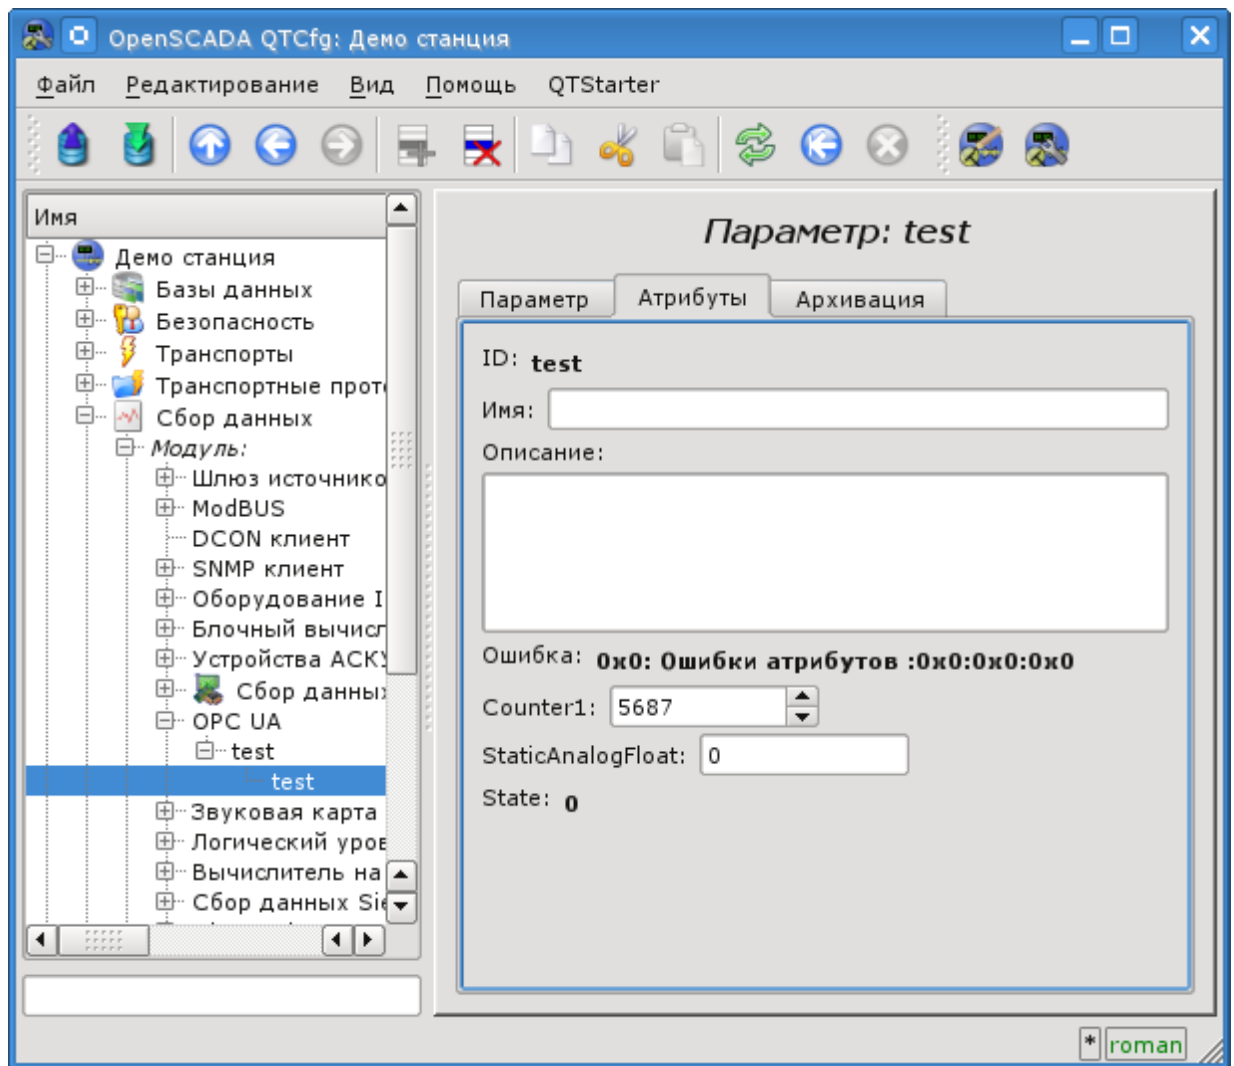 OpenSCADA QTCfg: Демо станция
Файл Редактирование Вид Помощь QTStarter
Имя
Демо станция
Базы данных
Безопасность
Транспорты
Транспортные прот
Сбор данных
Модуль:
Шлюз источнико
ModBUS
DCON клиент
SNMP клиент
Оборудование I
Блочный вычисл
Устройства АСКУ
Сбор данных
OPC UA
test
test
Звуковая карта
Логический уров
Вычислитель на
Сбор данных Sie
Параметр: test
Параметр Атрибуты Архивация
ID: test
Имя:
Описание:
Ошибка: 0x0: Ошибки атрибутов :0x0:0x0:0x0
Counter1: 5687
StaticAnalogFloat: 0
State: 0
* roman